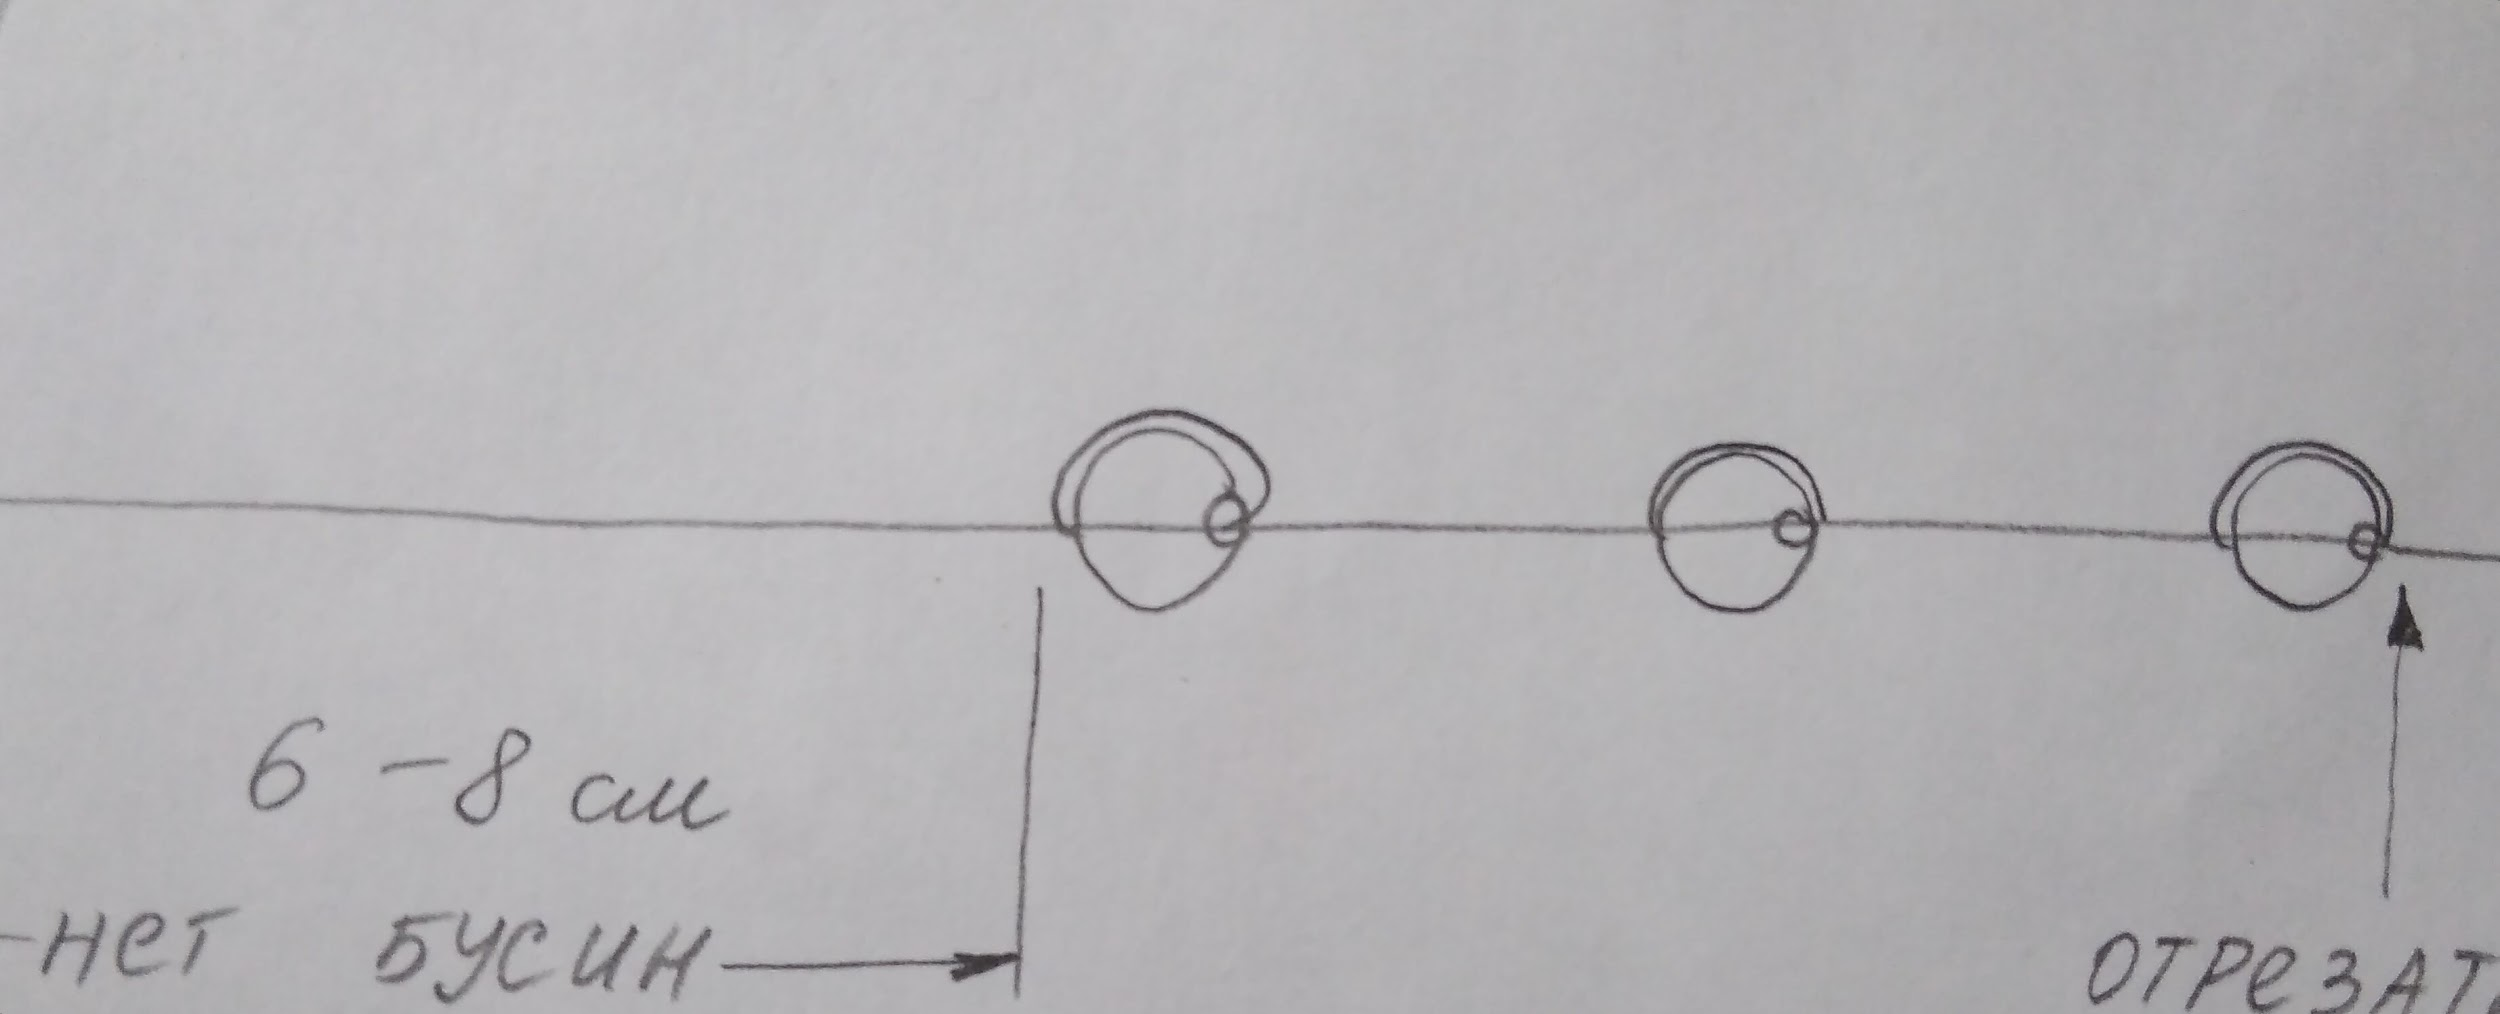 6 - 8 см
нет бусин
отрезат